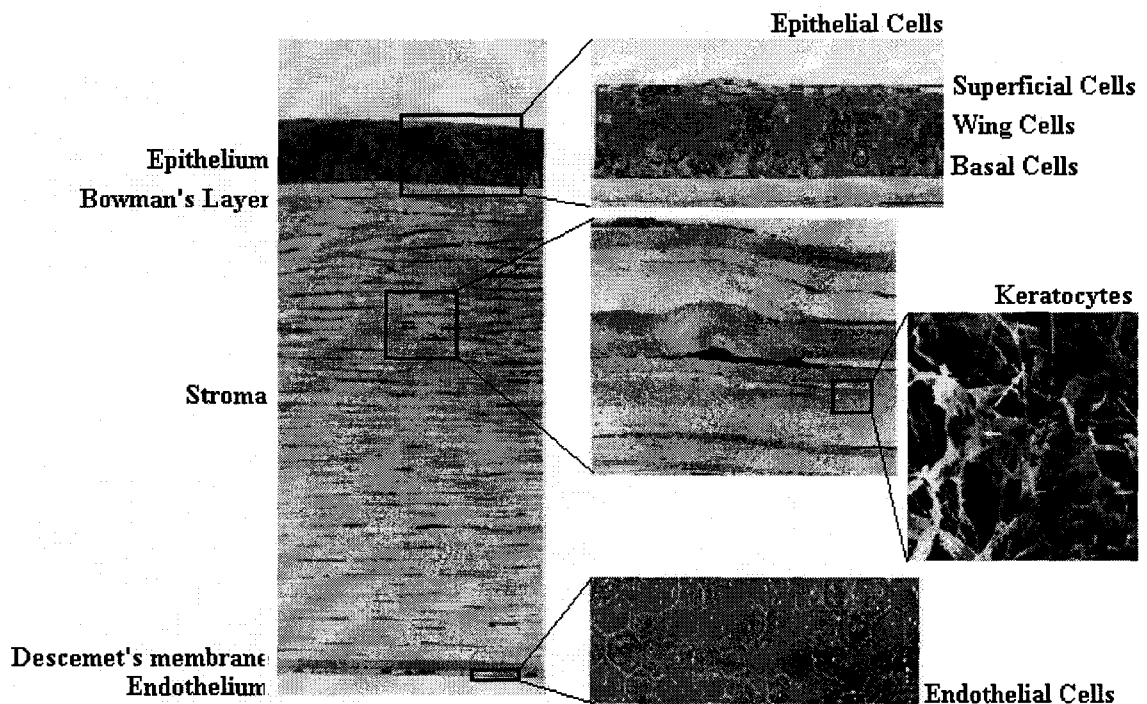 Epithelial Cells
Superficial Cells
Wing Cells
Basal Cells
Epithelium
Bowman's Layer
Keratocytes
Stroma
Descemet's membrane
Endothelium
Endothelial Cells